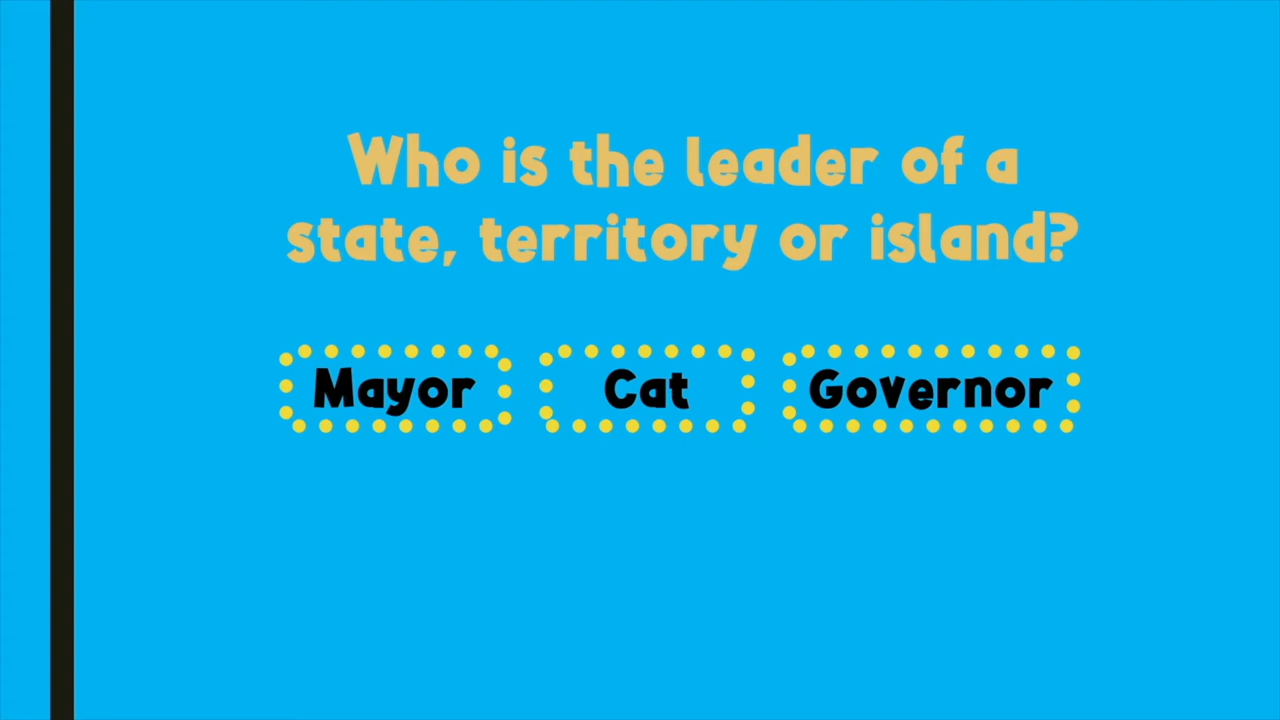 Who is the leader of a
state, territory or island?
Mayor Cat Governor